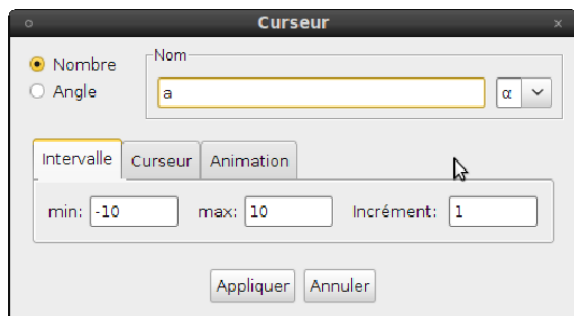 Curseur
Nombre
Angle
Nom
a
α
Intervalle Curseur Animation
min: -10 max: 10 Incrément: 1
Appliquer Annuler